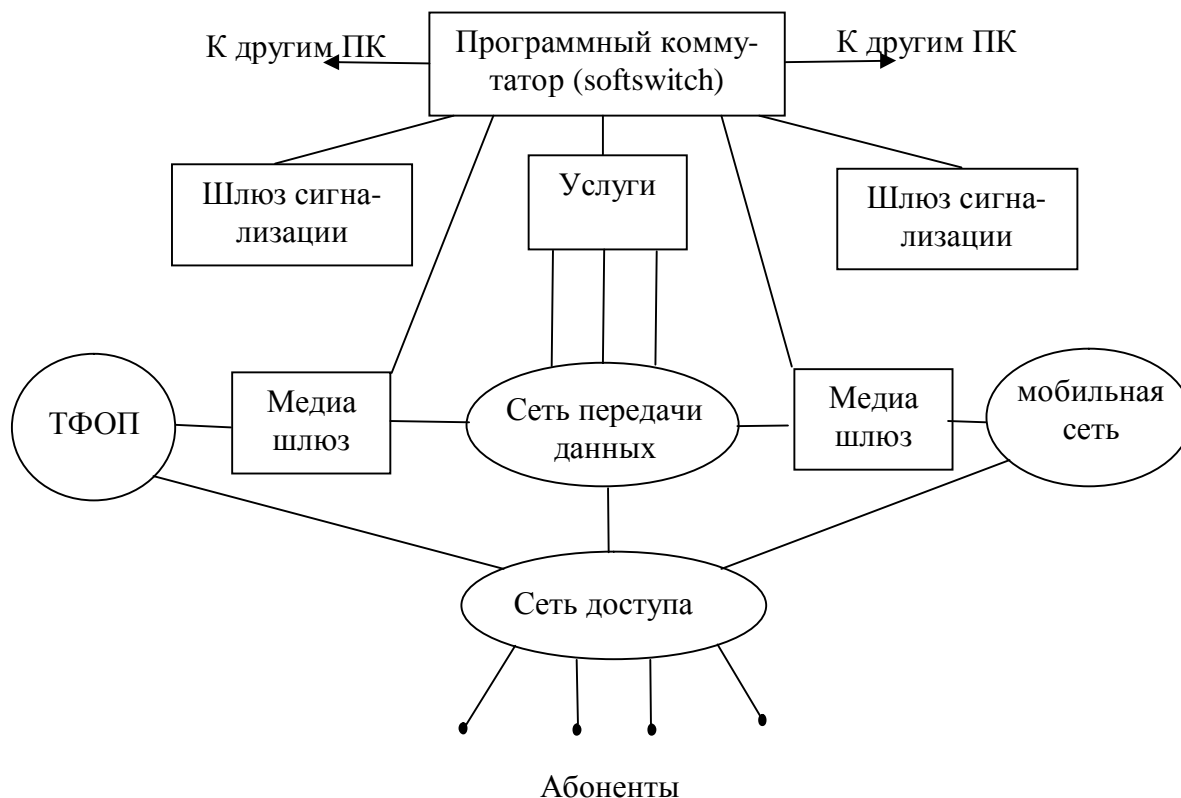 К другим ПК
Программный комму-
татор (softswitch)
К другим ПК
Шлюз сигна-
лизации
Услуги
Шлюз сигна-
лизации
ТФОП
Медиа
шлюз
Сеть передачи
данных
Медиа
шлюз
мобильная
сеть
Сеть доступа
Абоненты